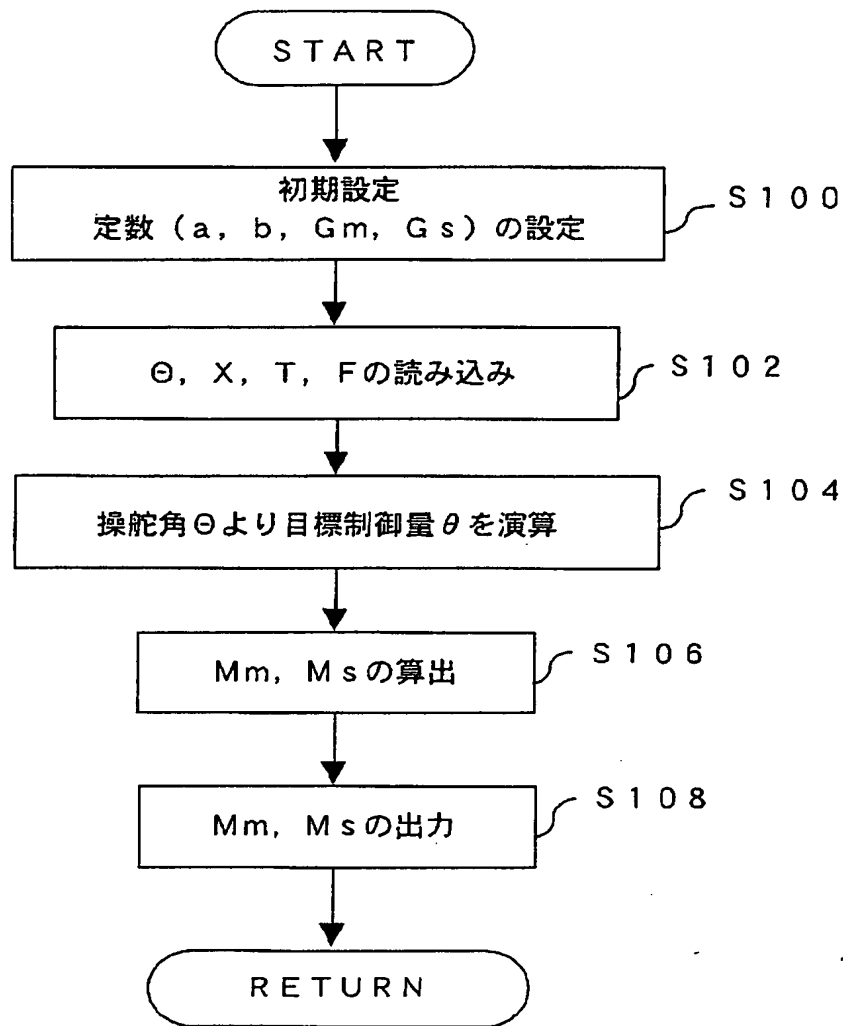 START
初期設定
定数（a，b，Gm，Gs）の設定
S100
Θ，X，T，Fの読み込み
S102
操舵角Θより目標制御量θを演算
S104
Mm，Msの算出
S106
Mm，Msの出力
S108
RETURN